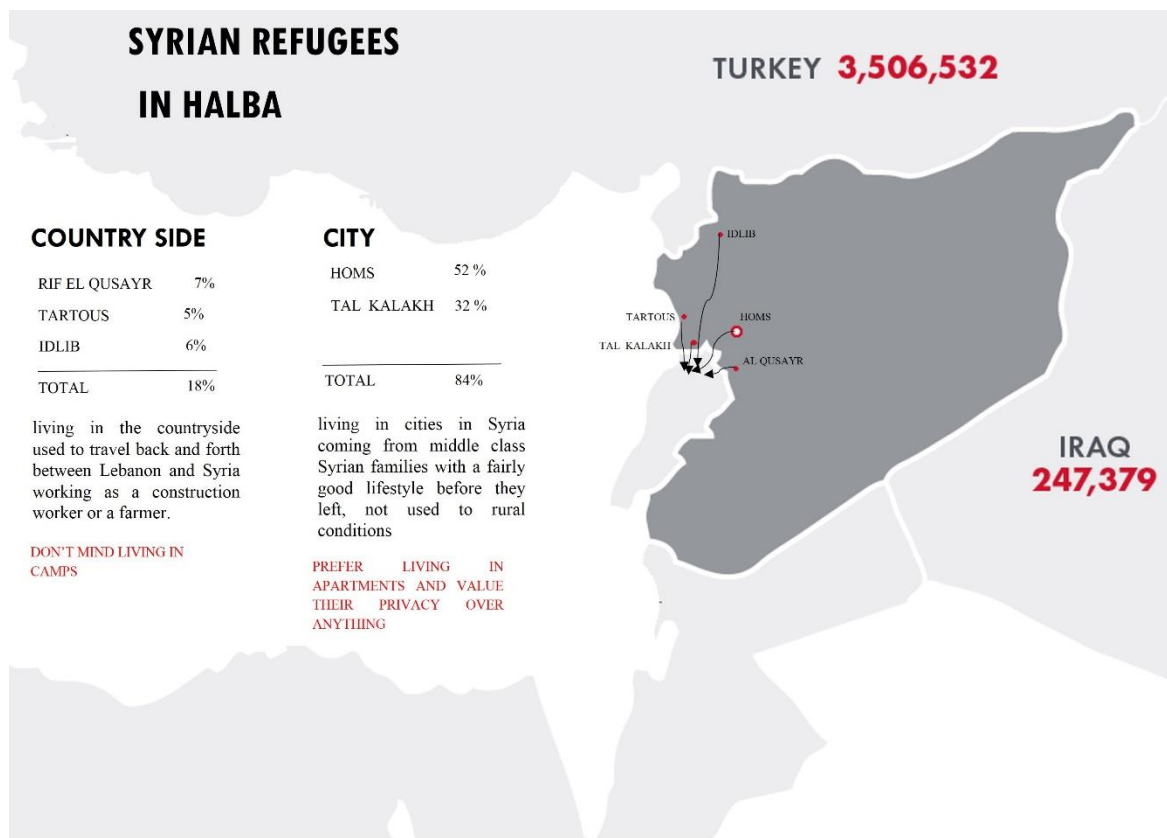 SYRIAN REFUGEES
IN HALBA
TURKEY 3,506,532
COUNTRY SIDE
RIF EL QUSAYR 7%
TARTOUS 5%
IDLIB 6%
TOTAL 18%
living in the countryside
used to travel back and forth
between Lebanon and Syria
working as a construction
worker or a farmer.
DON'T MIND LIVING IN
CAMPS
CITY
HOMS 52 %
TAL KALAKH 32 %
TOTAL 84%
living in cities in Syria
coming from middle class
Syrian families with a fairly
good lifestyle before they
left, not used to rural
conditions
PREFER LIVING IN
APARTMENTS AND VALUE
THEIR PRIVACY OVER
ANYTHING
IDLIB
TARTOUS
HOMS
TAL KALAKH
AL QUSAYR
IRAQ
247,379